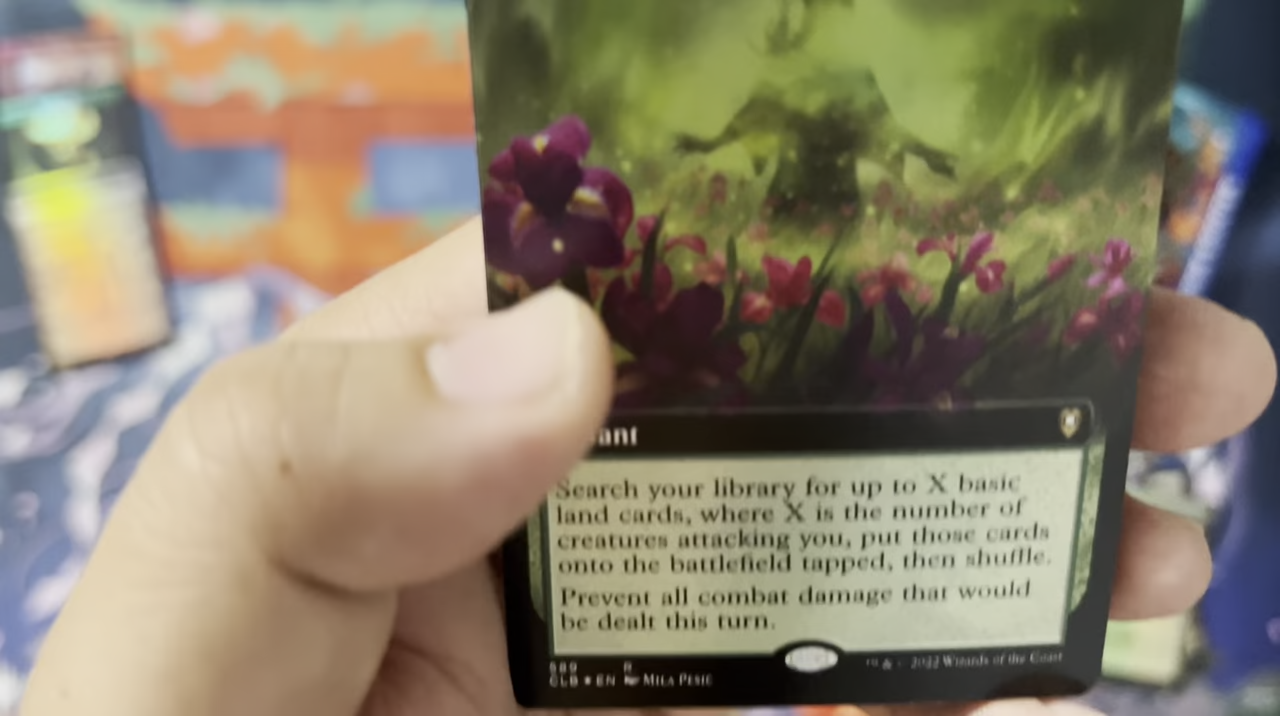 ant
Search your library for up to X basic
land cards, where X is the number of
creatures attacking you, put those cards
onto the battlefield tapped, then shuffle.
Prevent all combat damage that would
be dealt this turn.
R
CLB EN MILA PESIC
™ & © 2022 Wizards of the Coast